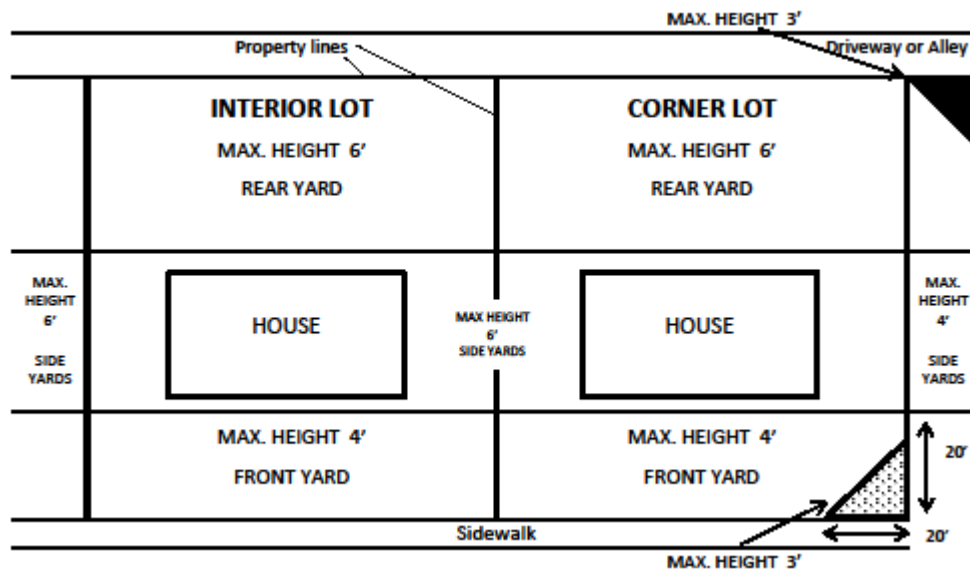 MAX. HEIGHT 3'
Property lines
Driveway or Alley
INTERIOR LOT
MAX. HEIGHT 6'
REAR YARD
CORNER LOT
MAX. HEIGHT 6'
REAR YARD
MAX.
HEIGHT
6'
SIDE
YARDS
HOUSE
MAX HEIGHT
6'
SIDE YARDS
HOUSE
MAX.
HEIGHT
4'
SIDE
YARDS
MAX. HEIGHT 4'
FRONT YARD
MAX. HEIGHT 4'
FRONT YARD
20'
Sidewalk
20'
MAX. HEIGHT 3'